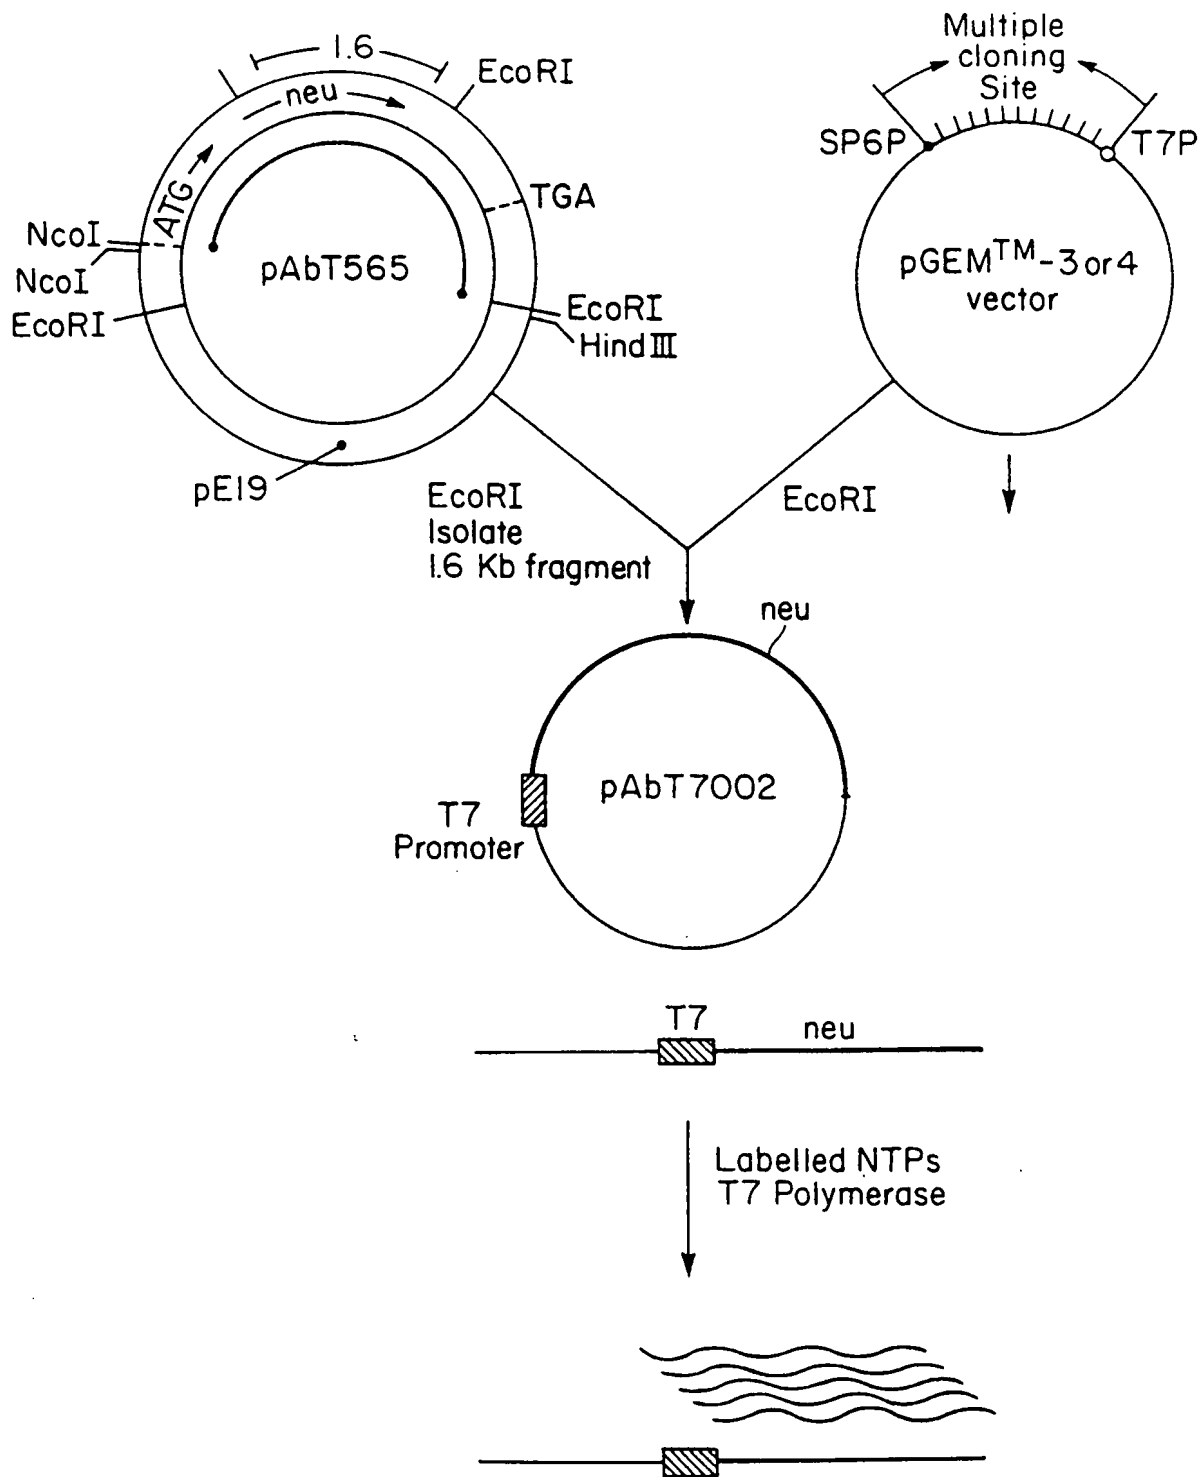 1.6
EcoRI
neu
ATG
TGA
NcoI
NcoI
EcoRI
pAbT565
EcoRI
Hind III
pE19
Multiple
cloning
Site
SP6P
T7P
pGEM™-3 or 4
vector
EcoRI
Isolate
1.6 Kb fragment
EcoRI
neu
pAbT7002
T7
Promoter
T7
neu
Labelled NTPs
T7 Polymerase